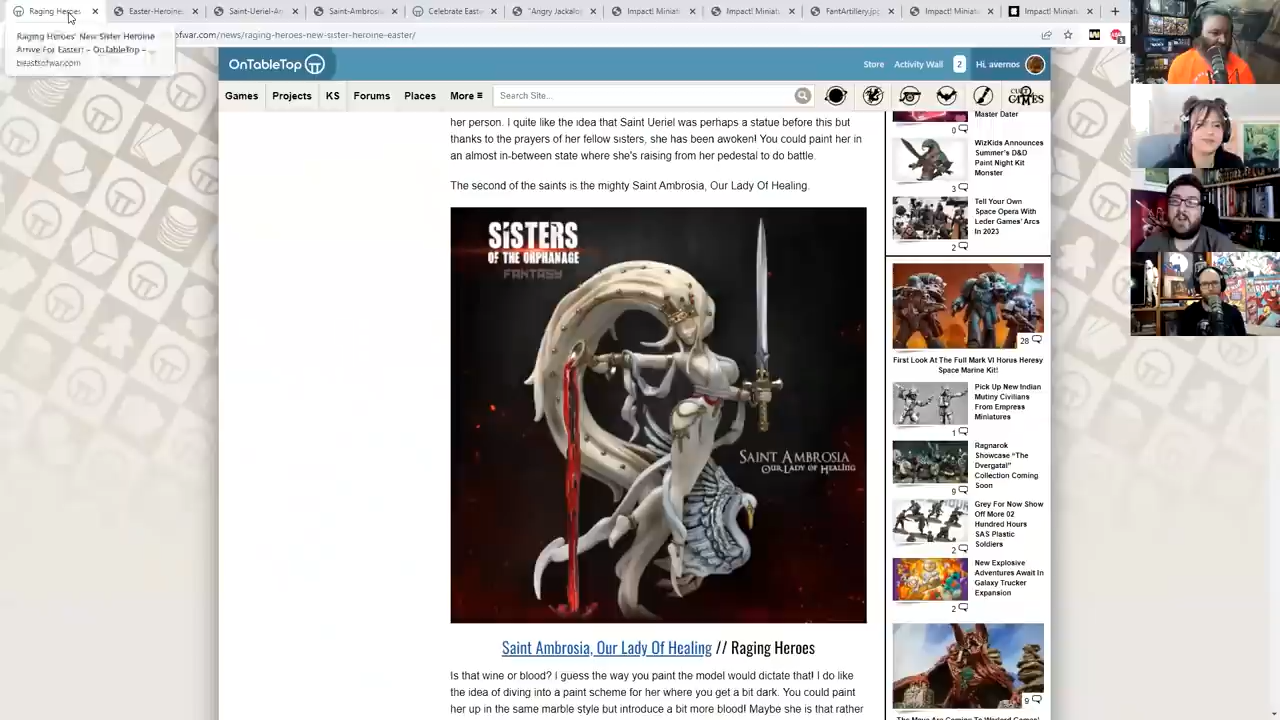 Raging Heroes
Easter-Heroines
Saint-Ueriel-An
Saint-Ambrosia
Celebrate Easte
"Angry Jackalop
Impact! Miniatu
Impact! Miniatu
FantArtillery.jpg
Impact! Miniatu
Impact! Miniatu
Raging Heroes' New Sister Heroine
Arrive For Easter! – OnTableTop –
beastsofwar.com
ofwar.com/news/raging-heroes-new-sister-heroine-easter/
OnTableTop
Store
Activity Wall
2
Hi, avernos
Games
Projects
KS
Forums
Places
Search Site...
CULT OF
GAMES
her person. I quite like the idea that Saint Ueriel was perhaps a statue before this but
thanks to the prayers of her fellow sisters, she has been awoken! You could paint her in
an almost in between state where she's raising from her pedestal to do battle.
The second of the models is the mighty Saint Ambrosia, Our Lady Of Healing.
SiSTERS
OF THE ORPHANAGE
FANTASY
SAINT AMBROSIA
OUR LADY OF HEALING
Saint Ambrosia, Our Lady Of Healing // Raging Heroes
Is that wine or blood? I guess the way you paint the model would dictate that! I do like
the idea of diving into a paint scheme for her where you get a bit dark. You could paint
her up in the same marble style but introduce a bit more blood! Maybe she is that rather
Master Dater
0
WizKids Announces
Summer's D&D
Paint Night Kit
Monster
3
Tell Your Own
Space Opera With
Leder Games' Arcs
In 2023
2
28
First Look At The Full Mark VI Horus Heresy
Space Marine Kit!
Pick Up New Indian
Mutiny Civilians
From Empress
Miniatures
1
Ragnarok
Showcase "The
Dvergatal"
Collection Coming
Soon
9
Grey For Now Show
Off More 02
Hundred Hours
SAS Plastic
Soldiers
2
New Explosive
Adventures Await In
Galaxy Trucker
Expansion
2
9